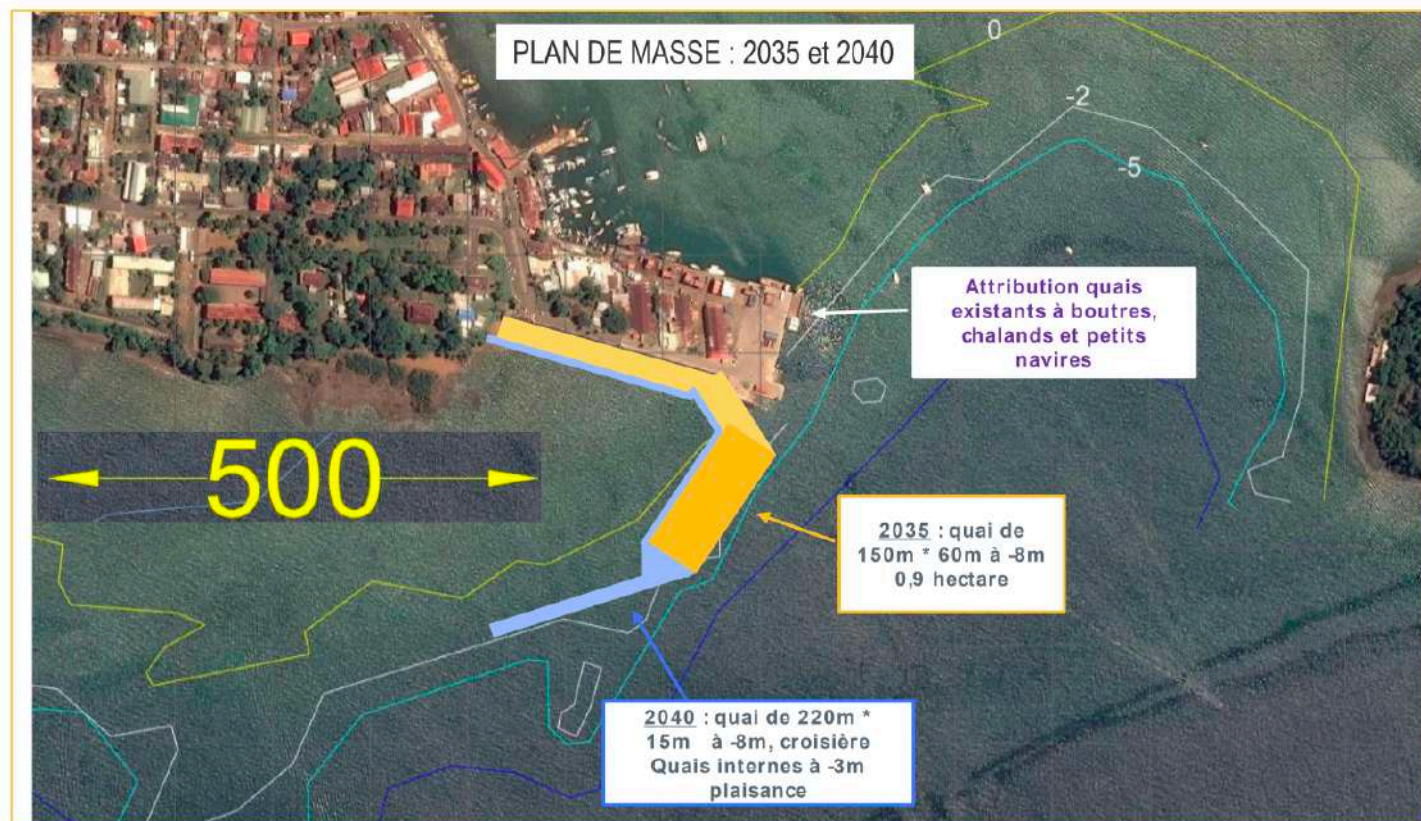 PLAN DE MASSE : 2035 et 2040
0
-2
-5
Attribution quais
existants à boutres,
chalands et petits
navires
500
2035 : quai de
150m * 60m à -8m
0,9 hectare
2040 : quai de 220m *
15m à -8m, croisière
Quais internes à -3m
plaisance